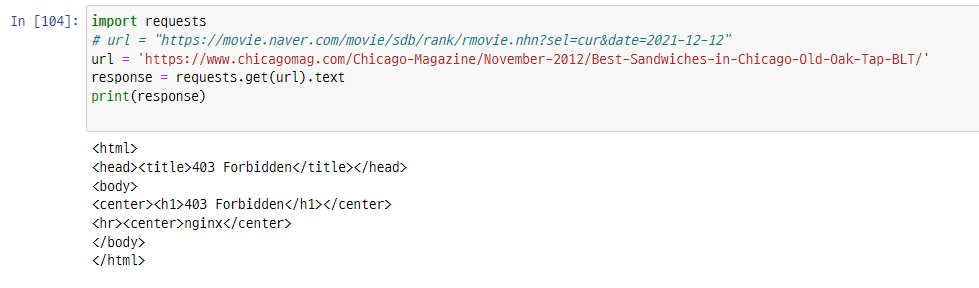 In [104]:
import requests
# url = "https://movie.naver.com/movie/sdb/rank/rmovie.nhn?sel=cur&date=2021-12-12"
url = 'https://www.chicagomag.com/Chicago-Magazine/November-2012/Best-Sandwiches-in-Chicago-Old-Oak-Tap-BLT/'
response = requests.get(url).text
print(response)
<html>
<head><title>403 Forbidden</title></head>
<body>
<center><h1>403 Forbidden</h1></center>
<hr><center>nginx</center>
</body>
</html>